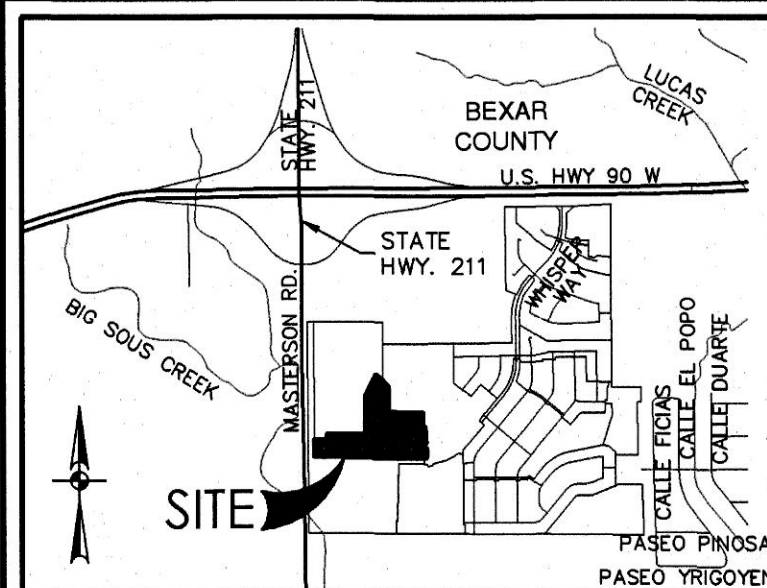 STATE
HWY. 211
LUCAS
CREEK
BEXAR
COUNTY
U.S. HWY 90 W
STATE
HWY. 211
WHISPER
WAY
BIG SOUS CREEK
MASTERSON RD.
CALLE FICIAS
CALLE EL POPO
CALLE DUARTE
SITE
PASEO PINOSA
PASEO YRIGOYEN